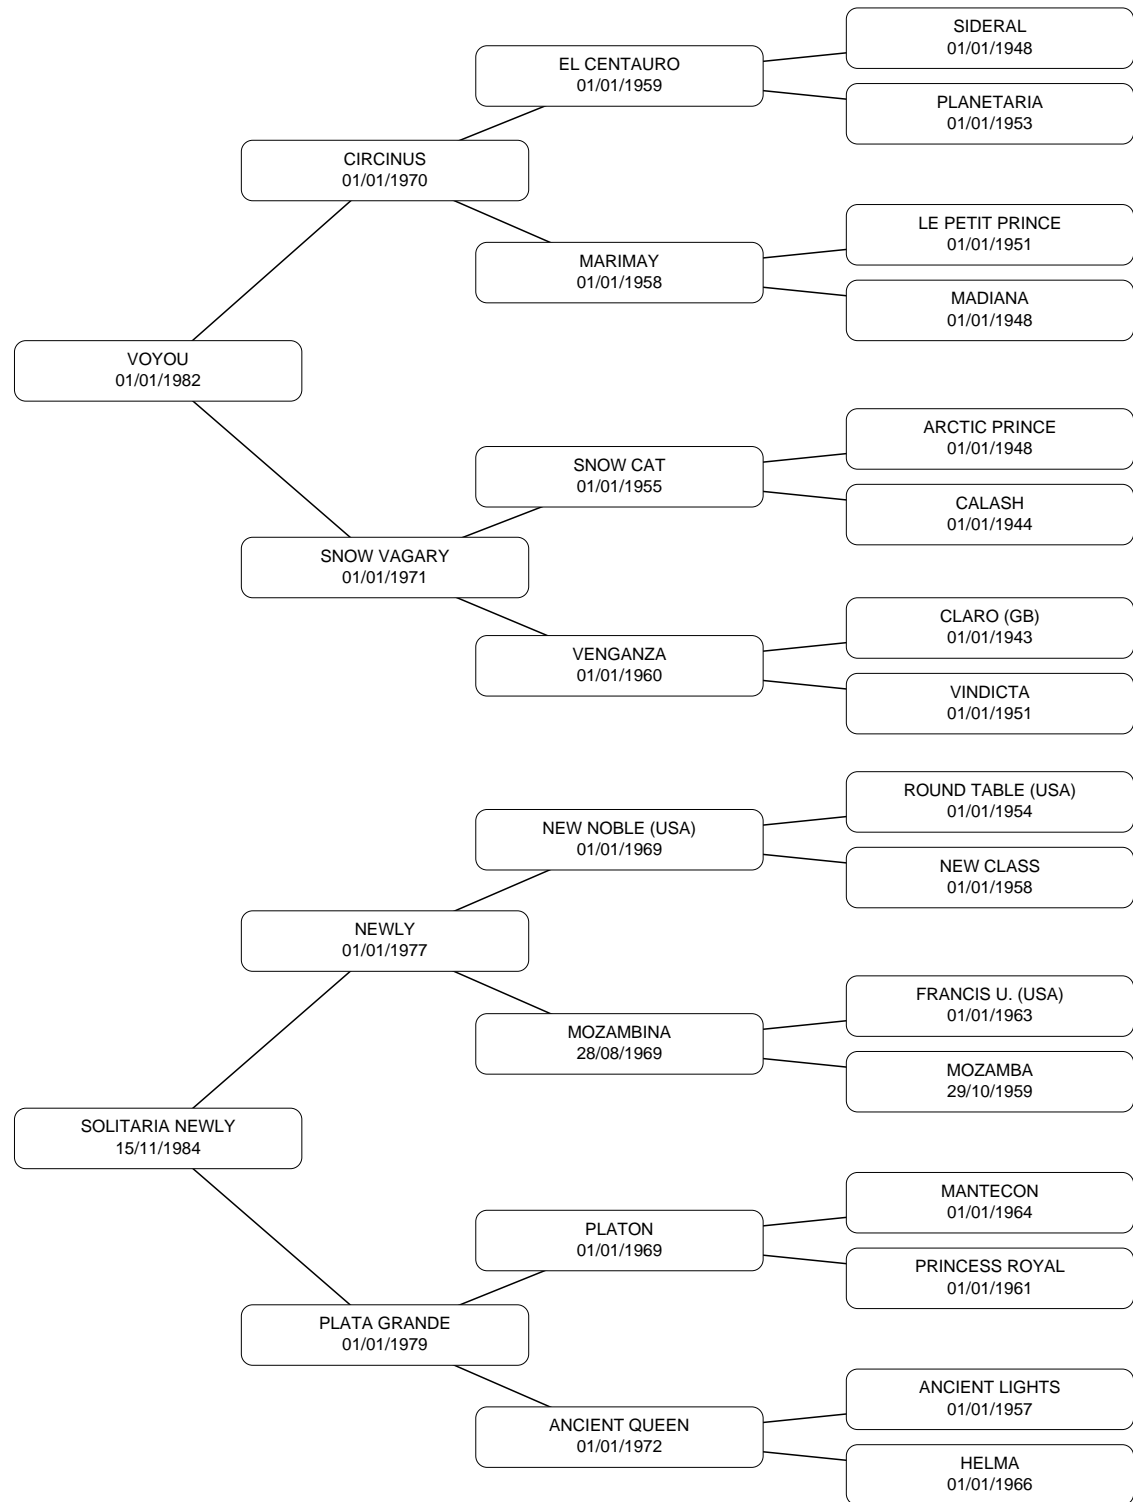 SIDERAL
01/01/1948
EL CENTAURO
01/01/1959
PLANETARIA
01/01/1953
CIRCINUS
01/01/1970
LE PETIT PRINCE
01/01/1951
MARIMAY
01/01/1958
MADIANA
01/01/1948
VOYOU
01/01/1982
ARCTIC PRINCE
01/01/1948
SNOW CAT
01/01/1955
CALASH
01/01/1944
SNOW VAGARY
01/01/1971
CLARO (GB)
01/01/1943
VENGANZA
01/01/1960
VINDICTA
01/01/1951
ROUND TABLE (USA)
01/01/1954
NEW NOBLE (USA)
01/01/1969
NEW CLASS
01/01/1958
NEWLY
01/01/1977
FRANCIS U. (USA)
01/01/1963
MOZAMBINA
28/08/1969
MOZAMBA
29/10/1959
SOLITARIA NEWLY
15/11/1984
MANTECON
01/01/1964
PLATON
01/01/1969
PRINCESS ROYAL
01/01/1961
PLATA GRANDE
01/01/1979
ANCIENT LIGHTS
01/01/1957
ANCIENT QUEEN
01/01/1972
HELMA
01/01/1966